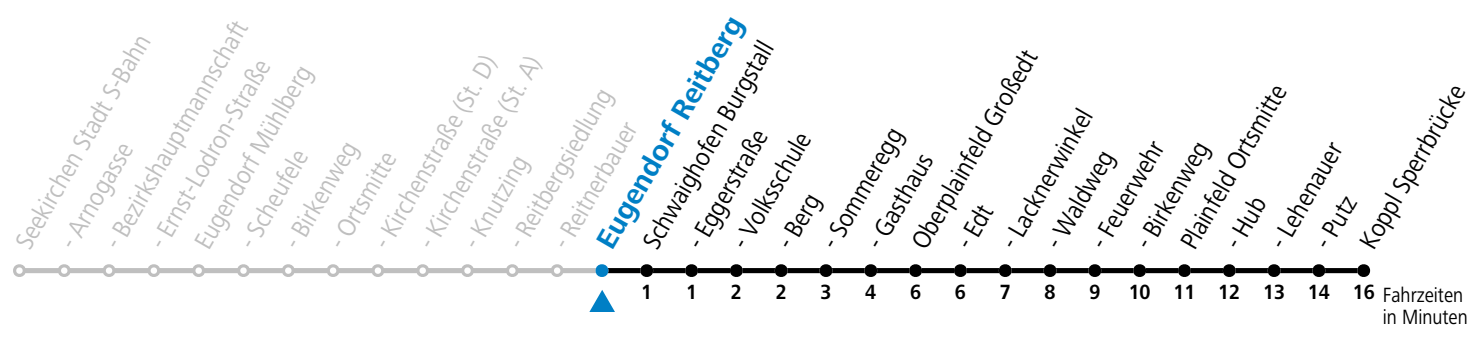 Seekirchen Stadt S-Bahn
- Arnogasse
- Bezirkshauptmannschaft
- Ernst-Lodron-Straße
Eugendorf Mühlberg
- Scheufele
- Birkenweg
Ortsmitte
- Kirchenstraße (St. D)
- Kirchenstraße (St. A)
- Knutzing
- Reitbergsiedlung
- Reitnerbauer
Eugendorf Reitberg
Schwaighofen Burgstall
- Eggerstraße
- Volksschule
- Berg
- Sommeregg
- Gasthaus
Oberplainfeld Großedt
- Edt
- Lacknerwinkel
- Waldweg
- Feuerwehr
- Birkenweg
Plainfeld Ortsmitte
- Hub
- Lehenauer
- Putz
Koppl Sperrbrücke
1 1 2 2 3 4 6 6 7 8 9 10 11 12 13 14 16
Fahrzeiten
in Minuten